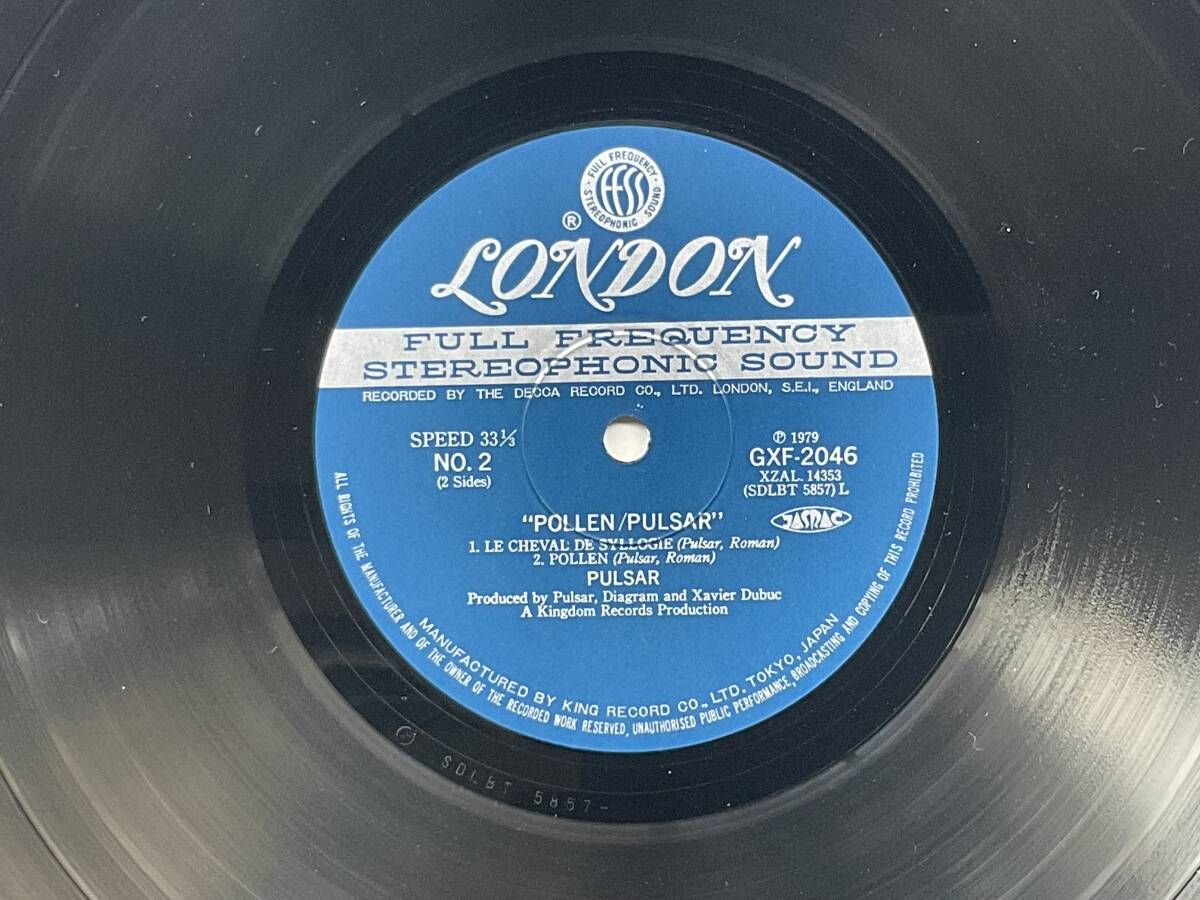 · FULL FREQUENCY ·
FFSS
STEREOPHONIC SOUND
®
LONDON
FULL FREQUENCY
STEREOPHONIC SOUND
RECORDED BY THE DECCA RECORD CO., LTD. LONDON, S.E.I., ENGLAND
SPEED 33⅓
NO. 2
(2 Sides)
℗ 1979
GXF-2046
XZAL. 14353
(SDLBT 5857) L
JASRAC
"POLLEN/PULSAR"
1. LE CHEVAL DE SYLLOGIE (Pulsar, Roman)
2. POLLEN (Pulsar, Roman)
PULSAR
Produced by Pulsar, Diagram and Xavier Dubuc
A Kingdom Records Production
MANUFACTURED BY KING RECORD CO., LTD. TOKYO, JAPAN
ALL RIGHTS OF THE MANUFACTURER AND OF THE OWNER OF THE RECORDED WORK RESERVED, UNAUTHORISED PUBLIC PERFORMANCE, BROADCASTING AND COPYING OF THIS RECORD PROHIBITED
SDLBT 5857-